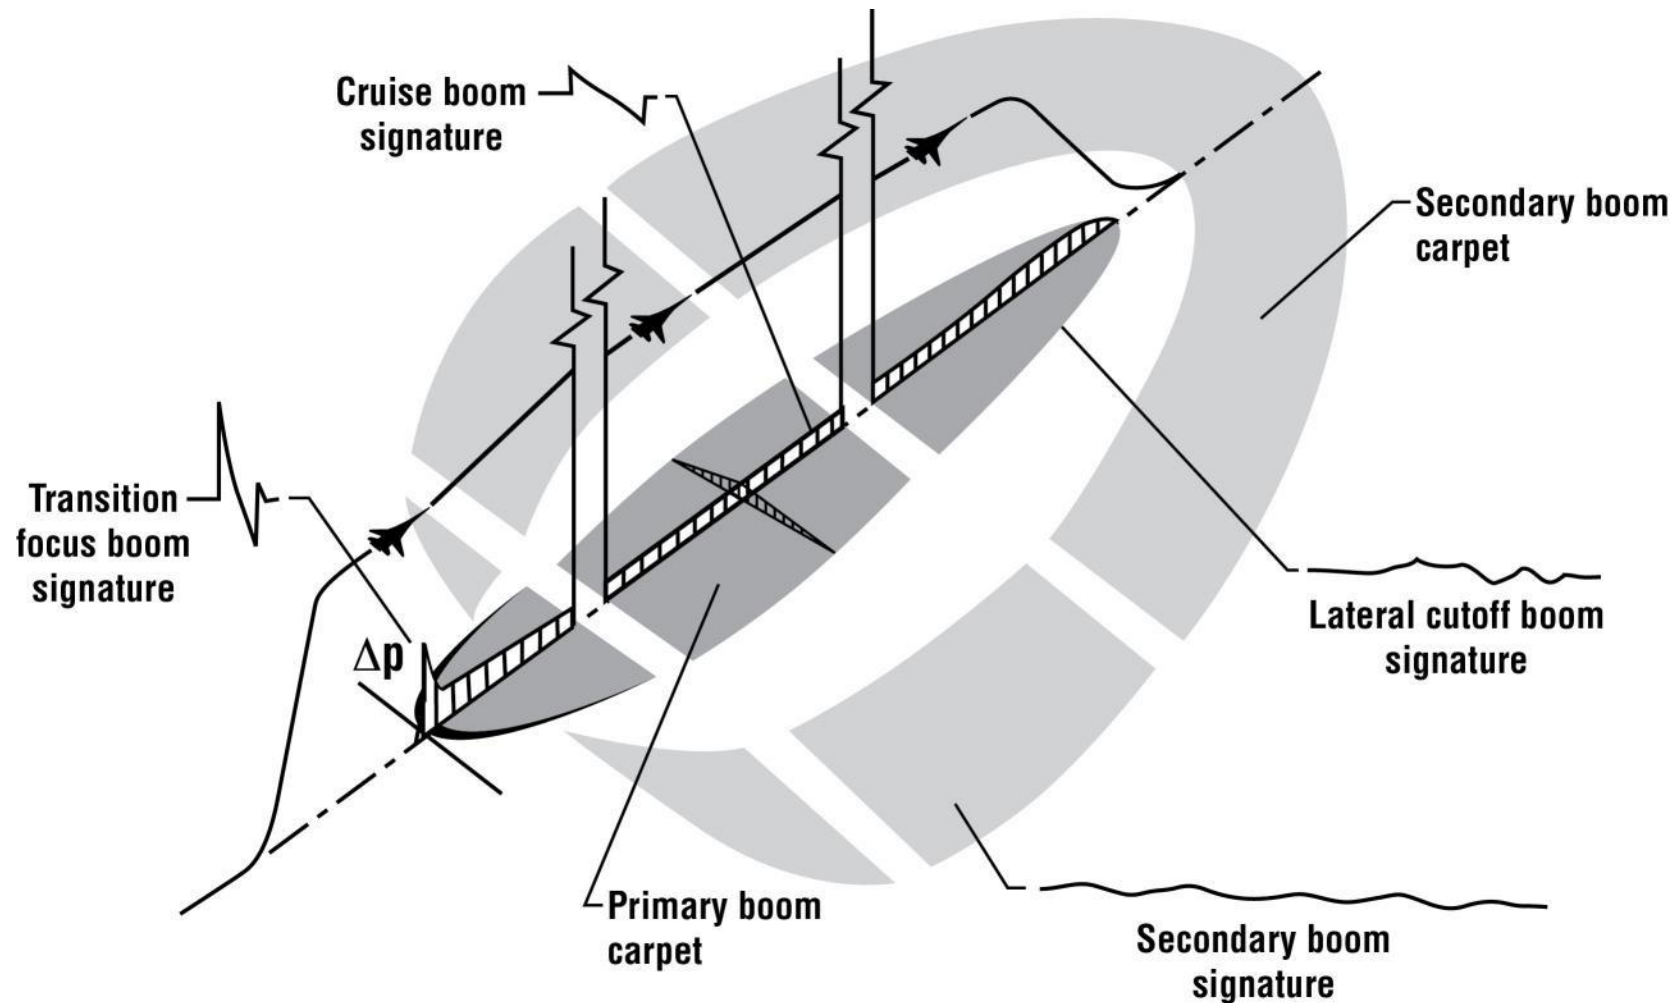 Cruise boom
signature
Secondary boom
carpet
Transition
focus boom
signature
Δp
Lateral cutoff boom
signature
Primary boom
carpet
Secondary boom
signature